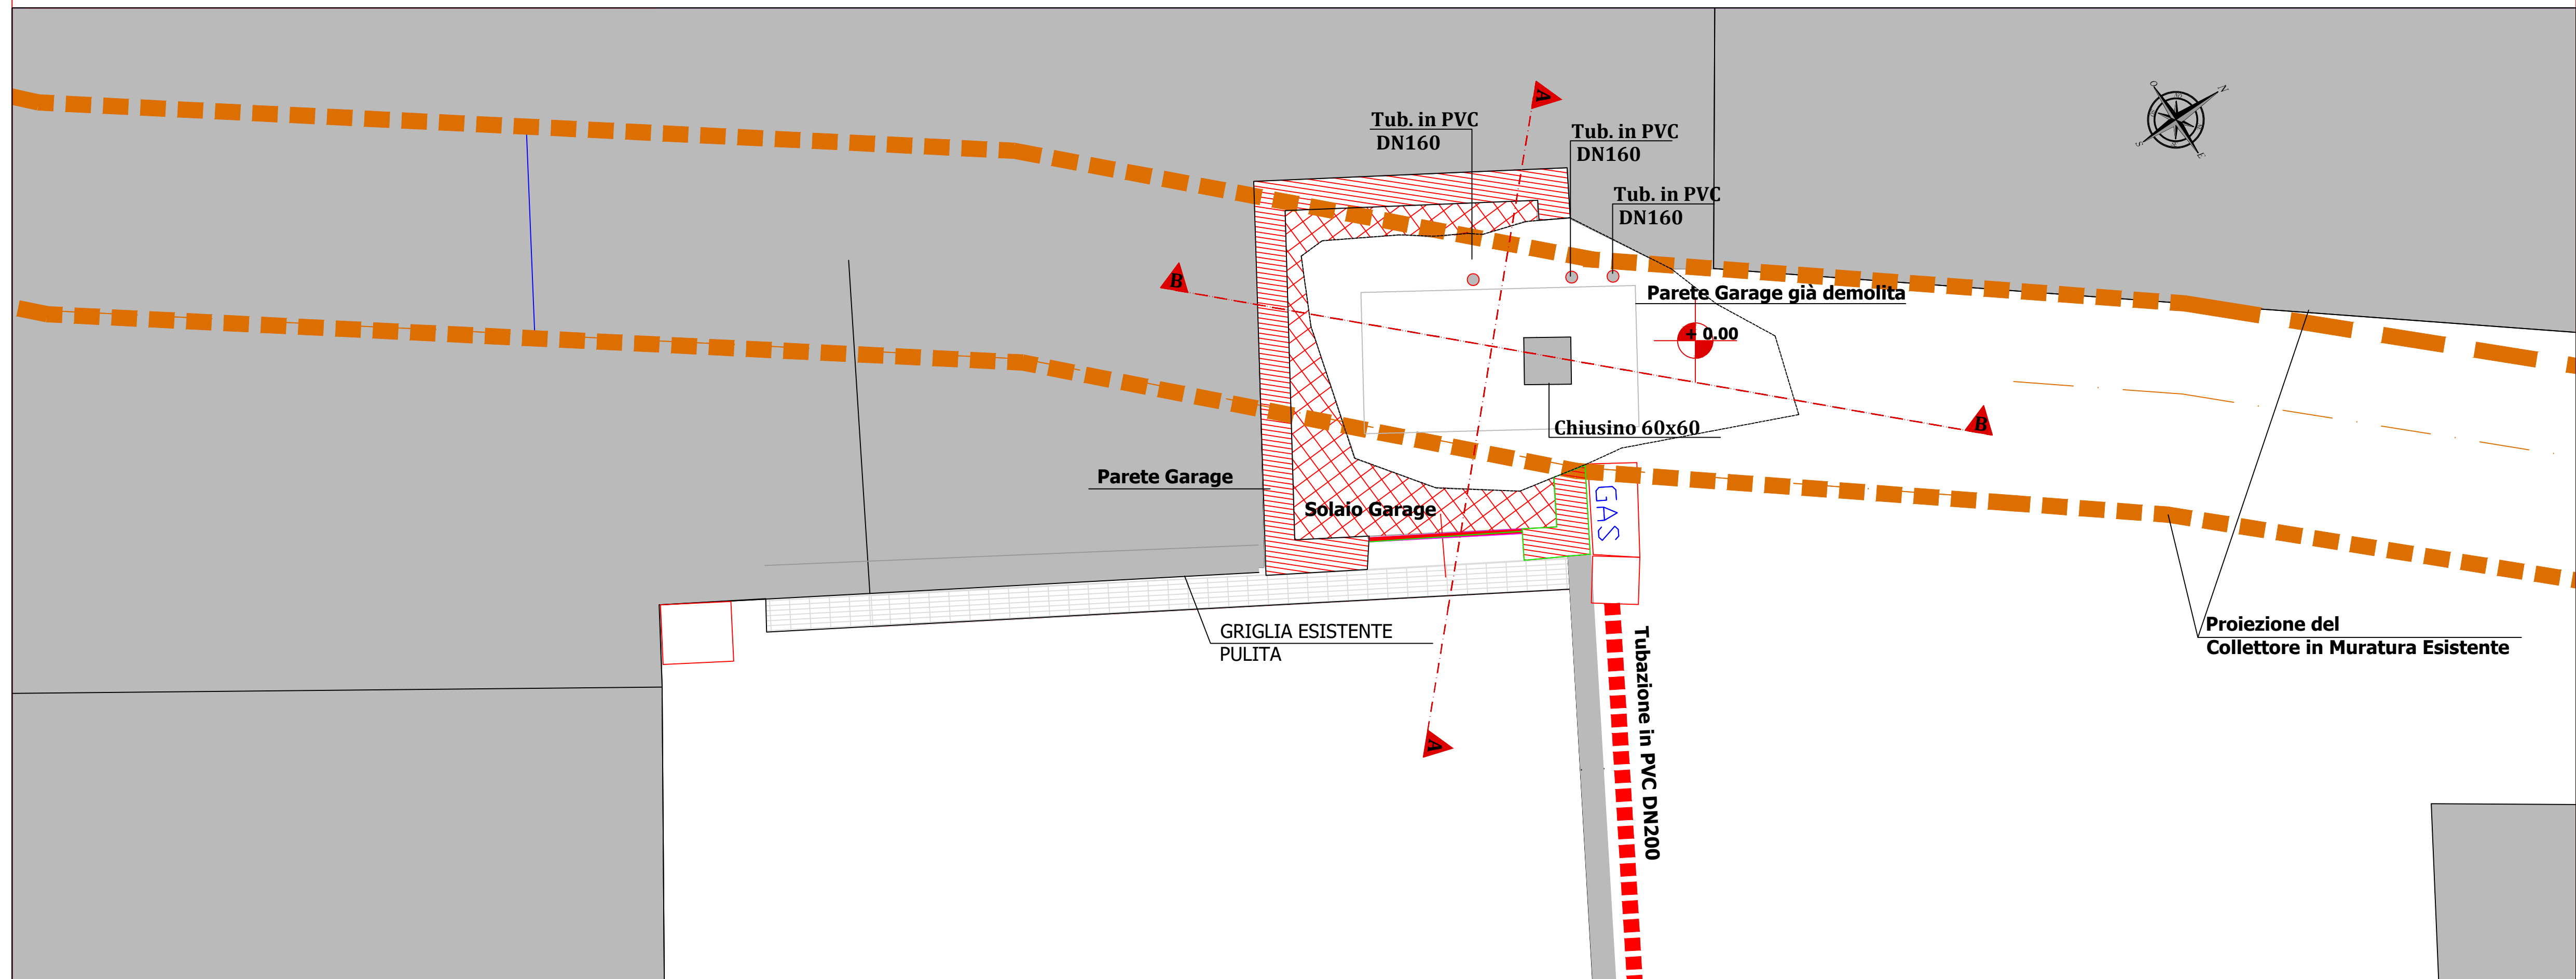 A
Tub. in PVC
DN160
Tub. in PVC
DN160
Tub. in PVC
DN160
O
N
S
E
B
Parete Garage già demolita
+ 0.00
B
Chiusino 60x60
Parete Garage
Solaio Garage
GAS
GRIGLIA ESISTENTE
PULITA
Tubazione in PVC DN200
Proiezione del
Collettore in Muratura Esistente
A